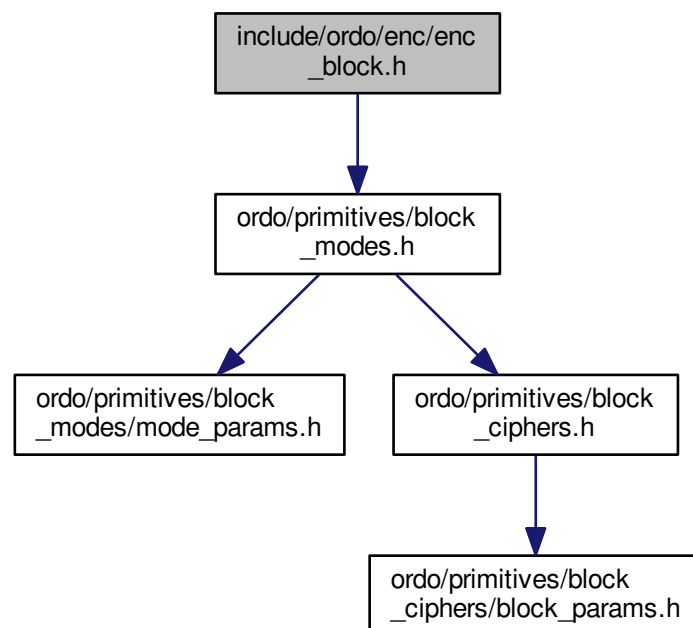 include/ordo/enc/enc
_block.h
ordo/primitives/block
_modes.h
ordo/primitives/block
_modes/mode_params.h
ordo/primitives/block
_ciphers.h
ordo/primitives/block
_ciphers/block_params.h